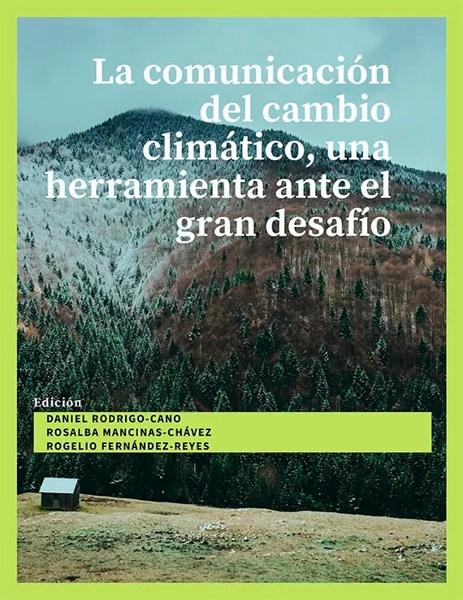 La comunicación
del cambio
climático, una
herramienta ante el
gran desafío
Edición
DANIEL RODRIGO-CANO
ROSALBA MANCINAS-CHÁVEZ
ROGELIO FERNÁNDEZ-REYES